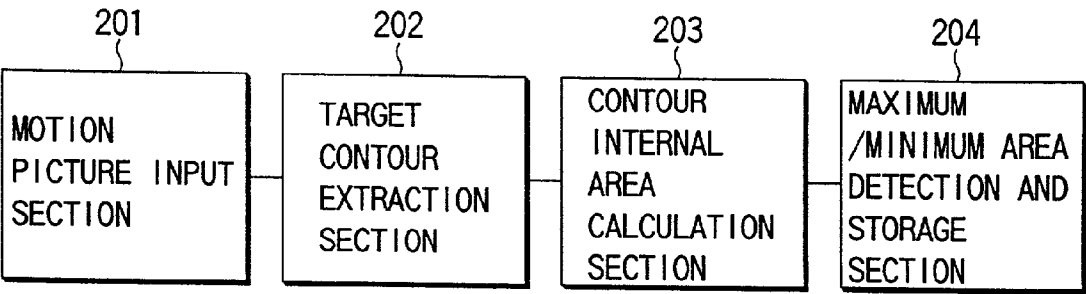 201
202
203
204
MOTION
PICTURE INPUT
SECTION
TARGET
CONTOUR
EXTRACTION
SECTION
CONTOUR
INTERNAL
AREA
CALCULATION
SECTION
MAXIMUM
/MINIMUM AREA
DETECTION AND
STORAGE
SECTION